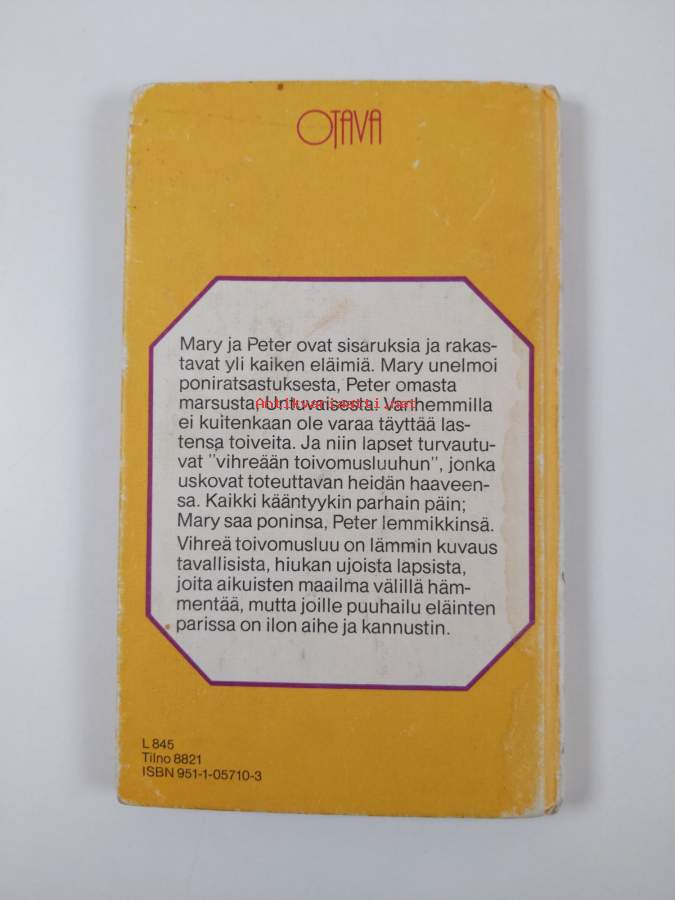 OTAVA
Mary ja Peter ovat sisaruksia ja rakas-
tavat yli kaiken eläimiä. Mary unelmoi
poniratsastuksesta, Peter omasta
marsusta, Untuvaisesta. Vanhemmilla
ei kuitenkaan ole varaa täyttää las-
tensa toiveita. Ja niin lapset turvautu-
vat "vihreään toivomusluuhun", jonka
uskovat toteuttavan heidän haaveen-
sa. Kaikki kääntyykin parhain päin;
Mary saa poninsa, Peter lemmikkinsä.
Vihreä toivomusluu on lämmin kuvaus
tavallisista, hiukan ujoista lapsista,
joita aikuisten maailma välillä häm-
mentää, mutta joille puuhailu eläinten
parissa on ilon aihe ja kannustin.
L 845
Tilno 8821
ISBN 951-1-05710-3